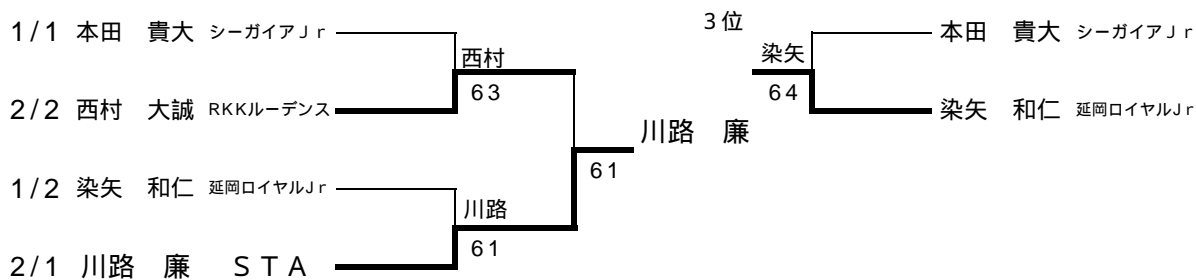 1/1 本田　貴大 シーガイアＪｒ
西村
63
2/2 西村　大誠 RKKルーデンス
川路　廉
61
1/2 染矢　和仁 延岡ロイヤルJｒ
川路
61
2/1 川路　廉　ＳＴＡ
3位
本田　貴大 シーガイアＪｒ
染矢
64
染矢　和仁 延岡ロイヤルJｒ